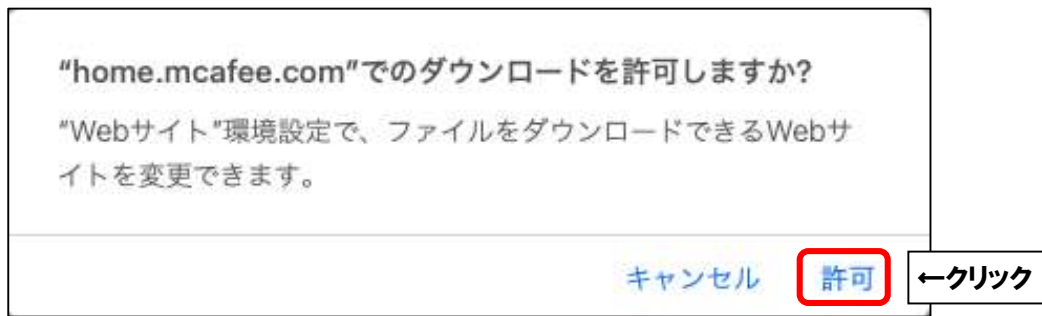 “home.mcafee.com”でのダウンロードを許可しますか?
“Webサイト”環境設定で、ファイルをダウンロードできるWebサ
イトを変更できます。
キャンセル 許可 ←クリック